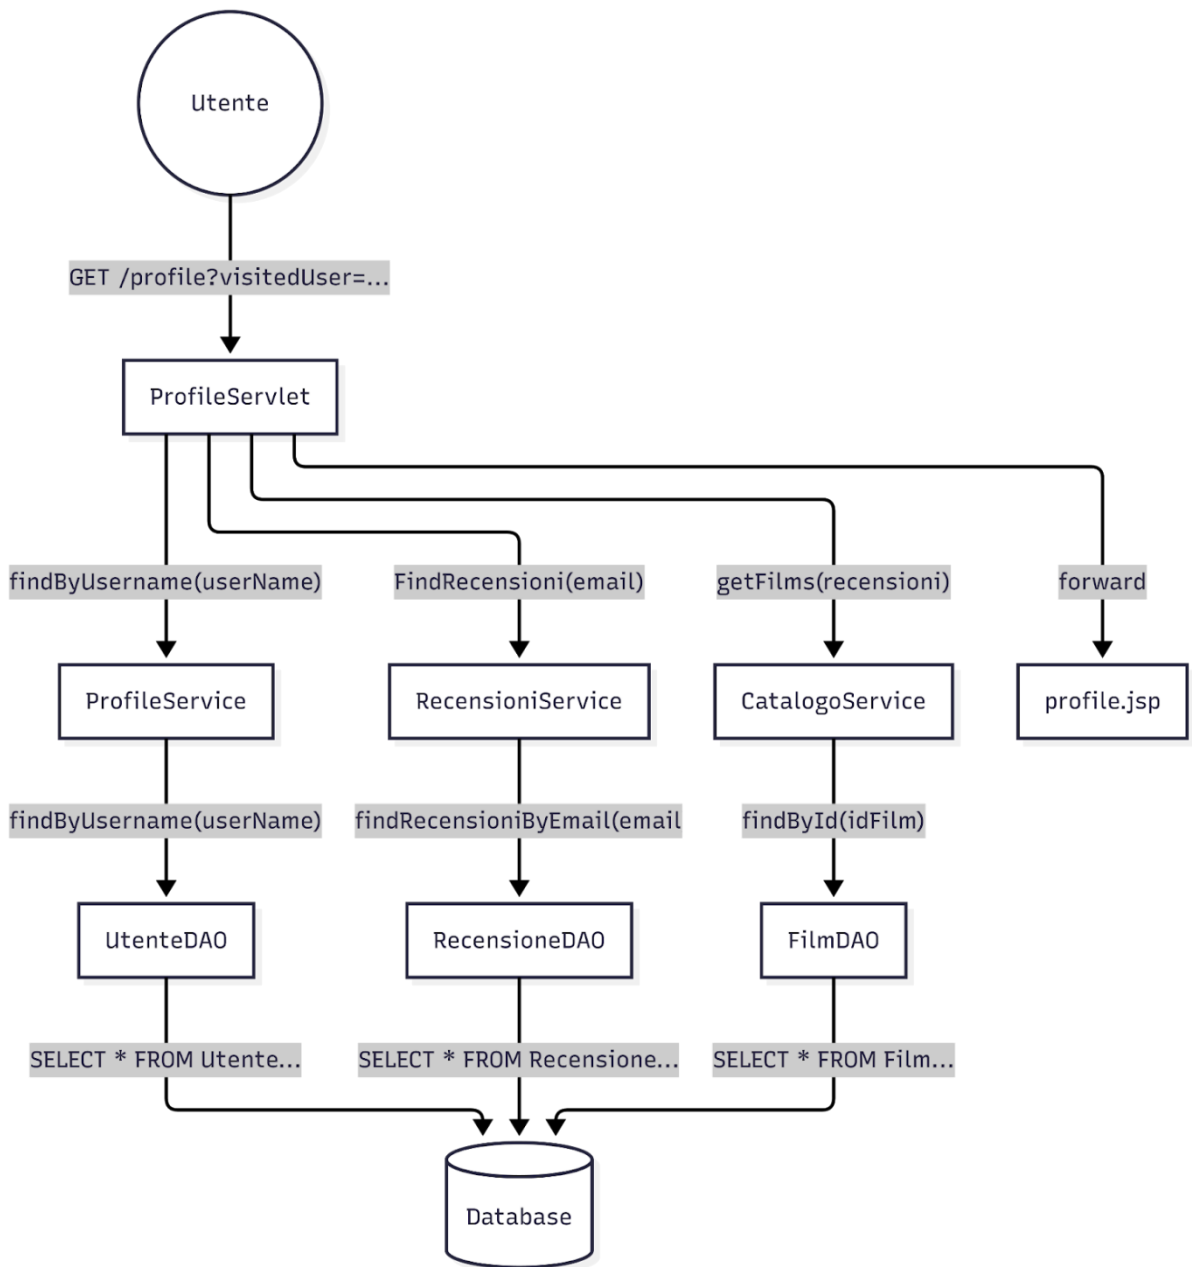 Utente
GET /profile?visitedUser=...
ProfileServlet
findByUsername(userName)
FindRecensioni(email)
getFilms(recensioni)
forward
ProfileService
RecensioniService
CatalogoService
profile.jsp
findByUsername(userName)
findRecensioniByEmail(email
findById(idFilm)
UtenteDAO
RecensioneDAO
FilmDAO
SELECT * FROM Utente...
SELECT * FROM Recensione...
SELECT * FROM Film...
Database